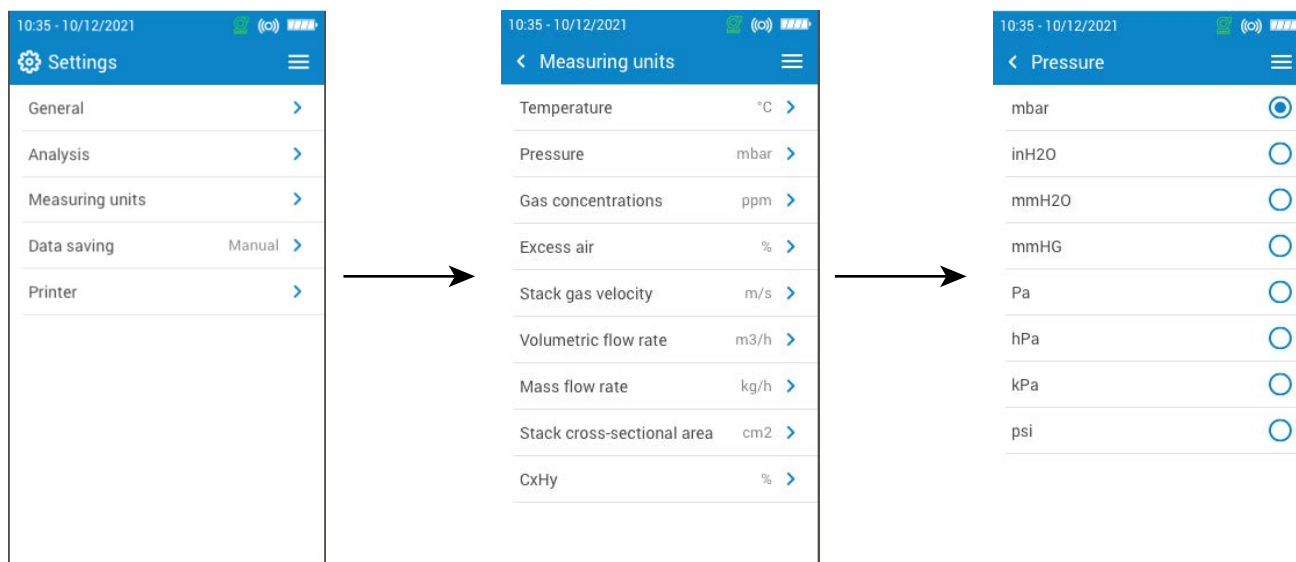 10:35 - 10/12/2021
Settings
General
Analysis
Measuring units
Data saving Manual
Printer
10:35 - 10/12/2021
Measuring units
Temperature °C
Pressure mbar
Gas concentrations ppm
Excess air %
Stack gas velocity m/s
Volumetric flow rate m3/h
Mass flow rate kg/h
Stack cross-sectional area cm2
CxHy %
10:35 - 10/12/2021
Pressure
mbar
inH2O
mmH2O
mmHG
Pa
hPa
kPa
psi